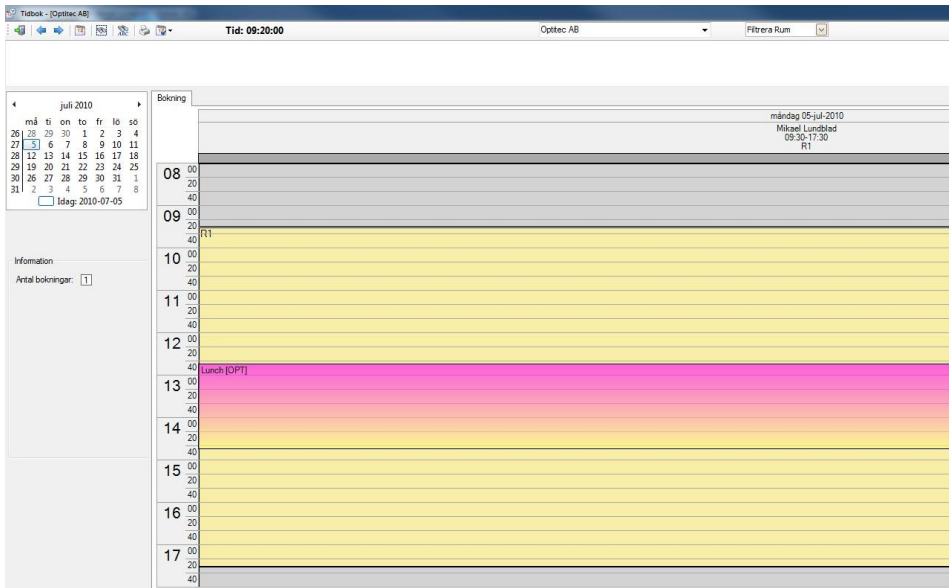 Tidbok - [Optitec AB]
Tid: 09:20:00
Optitec AB
Filtrera Rum
juli 2010
må ti on to fr lö sö
26 28 29 30 1 2 3 4
27 5 6 7 8 9 10 11
28 12 13 14 15 16 17 18
29 19 20 21 22 23 24 25
30 26 27 28 29 30 31 1
31 2 3 4 5 6 7 8
Idag: 2010-07-05
Information
Antal bokningar: 1
Bokning
måndag 05-jul-2010
Mikael Lundblad
09:30-17:30
R1
08 00
20
40
09 00
20
R1
40
10 00
20
40
11 00
20
40
12 00
20
40 Lunch [OPT]
13 00
20
40
14 00
20
40
15 00
20
40
16 00
20
40
17 00
20
40